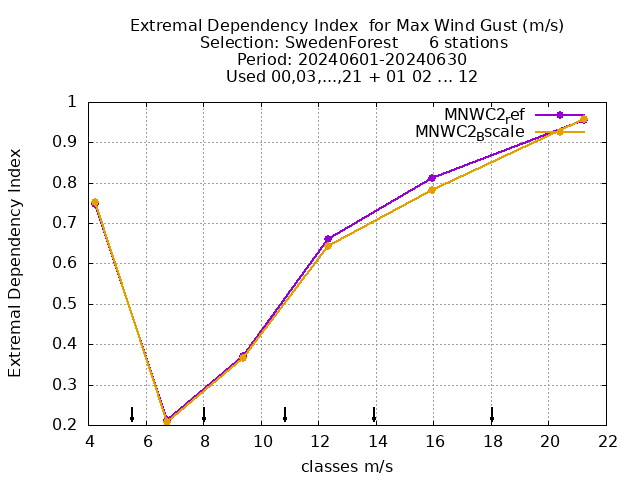 Extremal Dependency Index  for Max Wind Gust (m/s)
Selection: SwedenForest      6 stations
Period: 20240601-20240630
Used 00,03,...,21 + 01 02 ... 12
MNWC2ref
MNWC2Bscale
1
0.9
0.8
0.7
0.6
0.5
0.4
0.3
0.2
Extremal Dependency Index
4 6 8 10 12 14 16 18 20 22
classes m/s